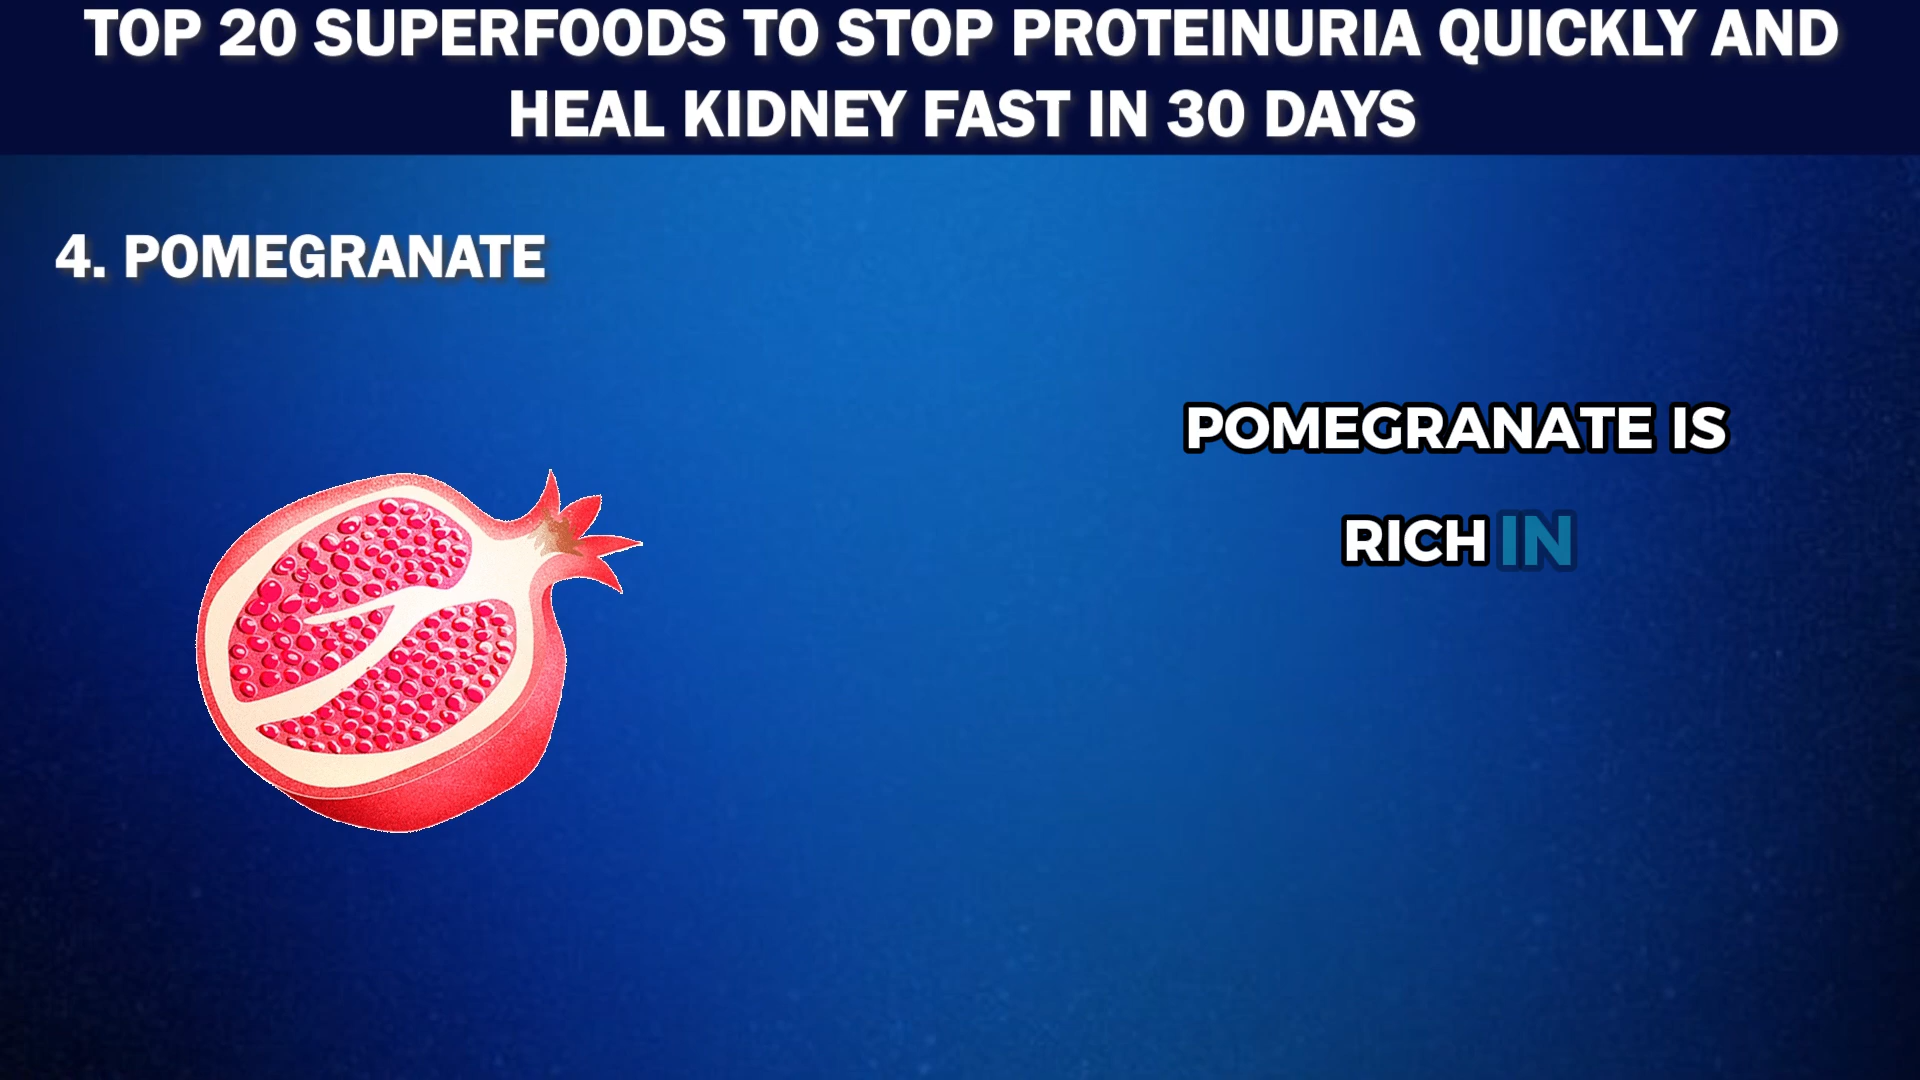 TOP 20 SUPERFOODS TO STOP PROTEINURIA QUICKLY AND
HEAL KIDNEY FAST IN 30 DAYS
4. POMEGRANATE
POMEGRANATE IS
RICH IN